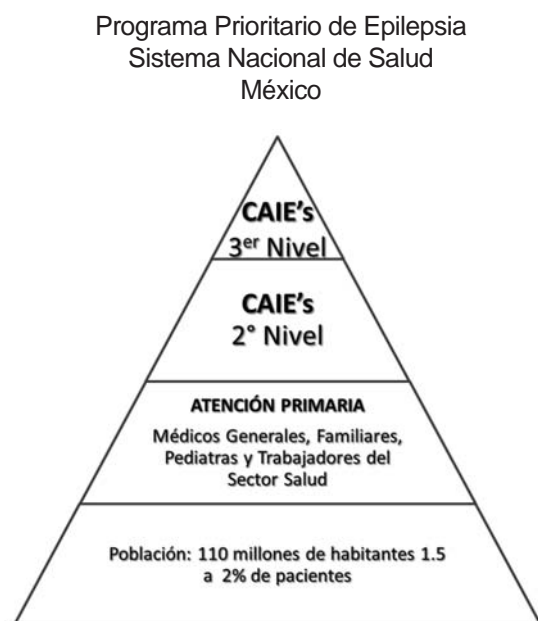 Programa Prioritario de Epilepsia
Sistema Nacional de Salud
México
CAIE's
3er Nivel
CAIE's
2° Nivel
ATENCIÓN PRIMARIA
Médicos Generales, Familiares,
Pediatras y Trabajadores del
Sector Salud
Población: 110 millones de habitantes 1.5
a 2% de pacientes